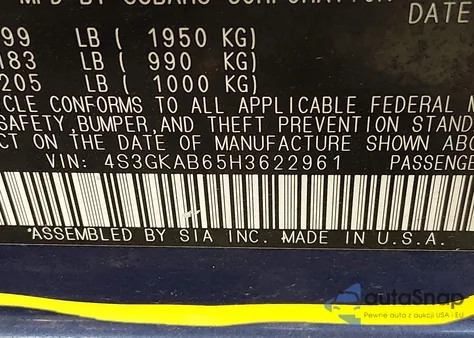 MFD BY SUBARU CORPORATION
DATE
99 LB ( 1950 KG)
183 LB ( 990 KG)
205 LB ( 1000 KG)
CLE CONFORMS TO ALL APPLICABLE FEDERAL M
SAFETY, BUMPER, AND THEFT PREVENTION STAND
CT ON THE DATE OF MANUFACTURE SHOWN ABO
VIN: 4S3GKAB65H3622961 PASSENGE
ASSEMBLED BY SIA INC. MADE IN U.S.A.
autaSnap
Pewne auta z aukcji USA i EU